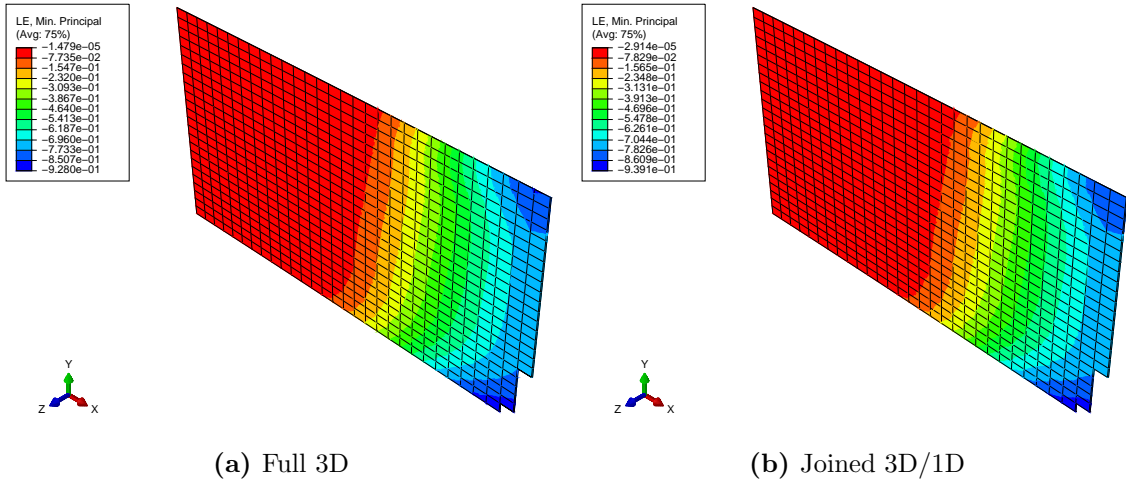 LE, Min. Principal
(Avg: 75%)
−1.479e−05
−7.735e−02
−1.547e−01
−2.320e−01
−3.093e−01
−3.867e−01
−4.640e−01
−5.413e−01
−6.187e−01
−6.960e−01
−7.733e−01
−8.507e−01
−9.280e−01
Y
Z
X
(a) Full 3D
LE, Min. Principal
(Avg: 75%)
−2.914e−05
−7.829e−02
−1.565e−01
−2.348e−01
−3.131e−01
−3.913e−01
−4.696e−01
−5.478e−01
−6.261e−01
−7.044e−01
−7.826e−01
−8.609e−01
−9.391e−01
Y
Z
X
(b) Joined 3D/1D